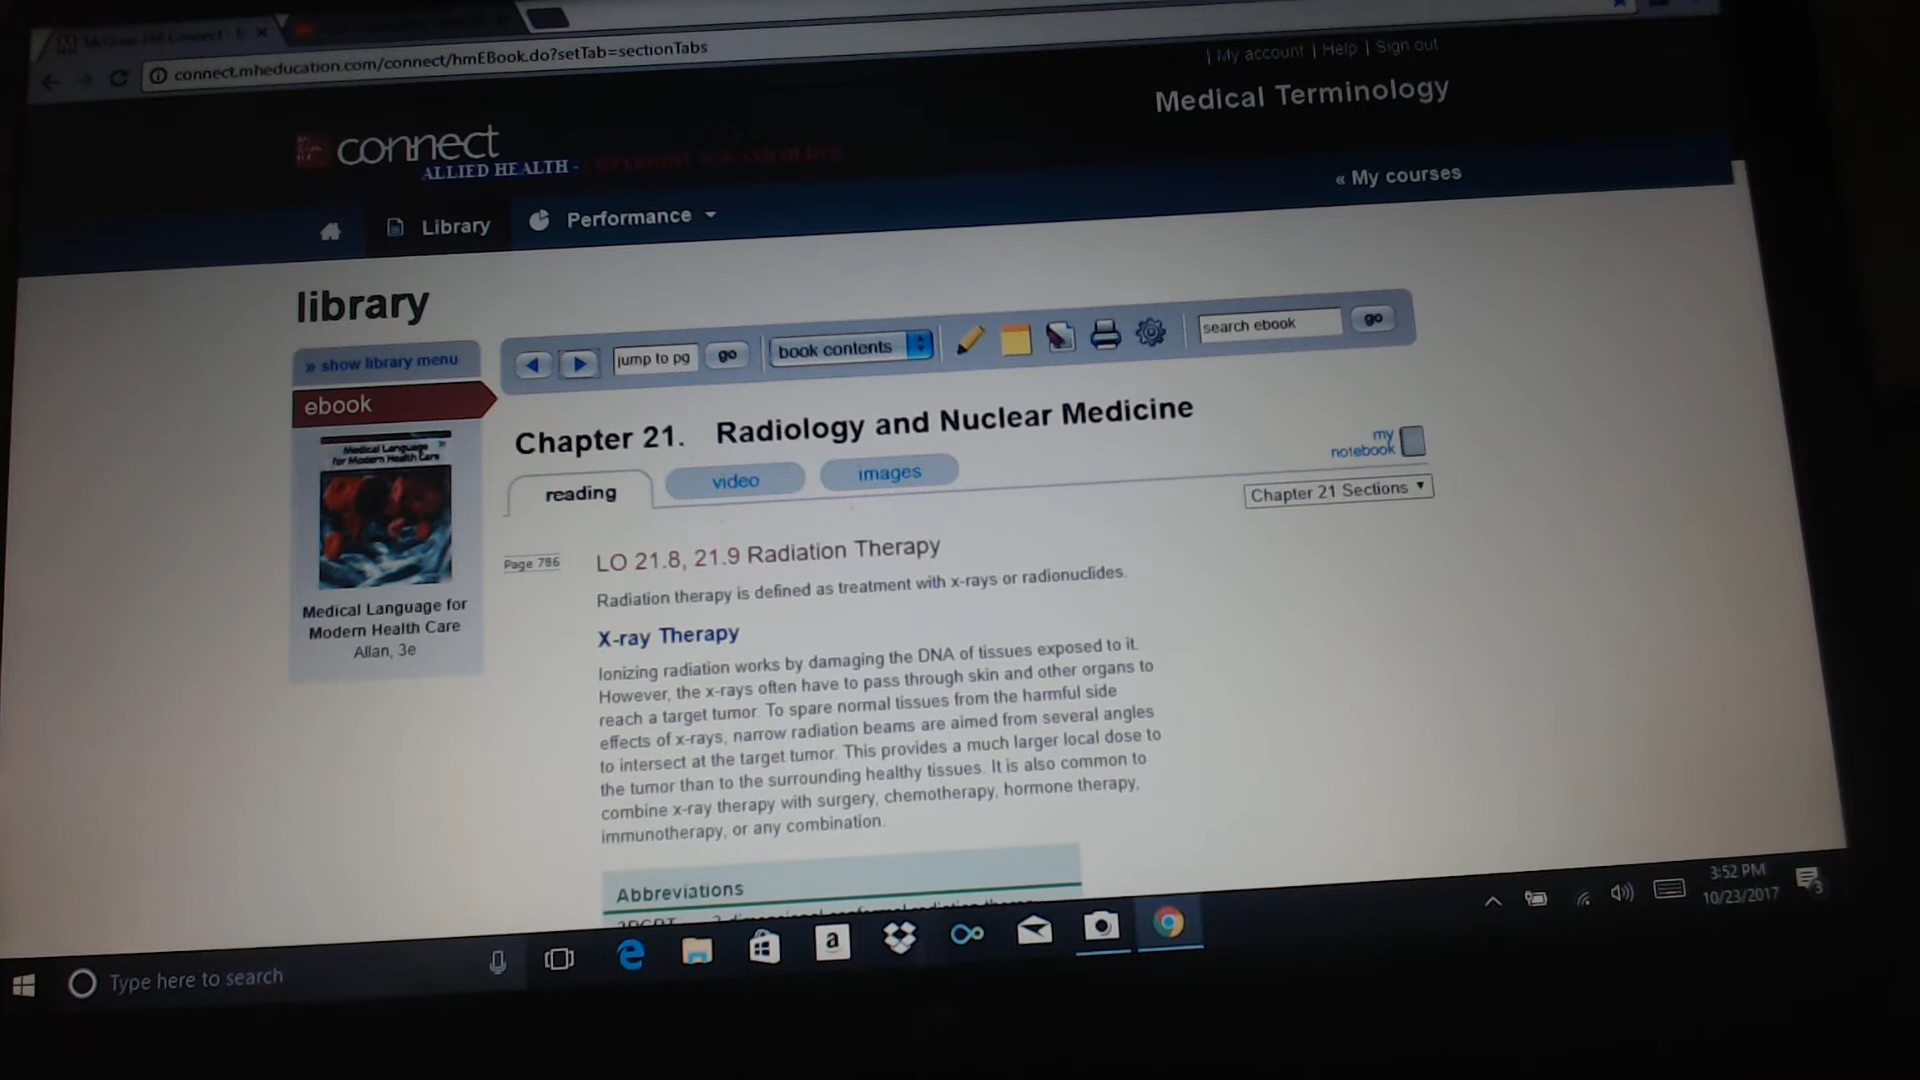 connect.mheducation.com/connect/hmEBook.do?setTab=sectionTabs
| My account | Help | Sign out
Medical Terminology
connect
ALLIED HEALTH -
« My courses
Library
Performance
library
» show library menu
jump to pg
go
book contents
search ebook
go
ebook
Chapter 21. Radiology and Nuclear Medicine
my
notebook
reading
video
images
Chapter 21 Sections
Medical Language
for Modern Health Care
Medical Language for
Modern Health Care
Allan, 3e
Page 786
LO 21.8, 21.9 Radiation Therapy
Radiation therapy is defined as treatment with x-rays or radionuclides.
X-ray Therapy
Ionizing radiation works by damaging the DNA of tissues exposed to it.
However, the x-rays often have to pass through skin and other organs to
reach a target tumor. To spare normal tissues from the harmful side
effects of x-rays, narrow radiation beams are aimed from several angles
to intersect at the target tumor. This provides a much larger local dose to
the tumor than to the surrounding healthy tissues. It is also common to
combine x-ray therapy with surgery, chemotherapy, hormone therapy,
immunotherapy, or any combination.
Abbreviations
Type here to search
a
3:52 PM
10/23/2017
3